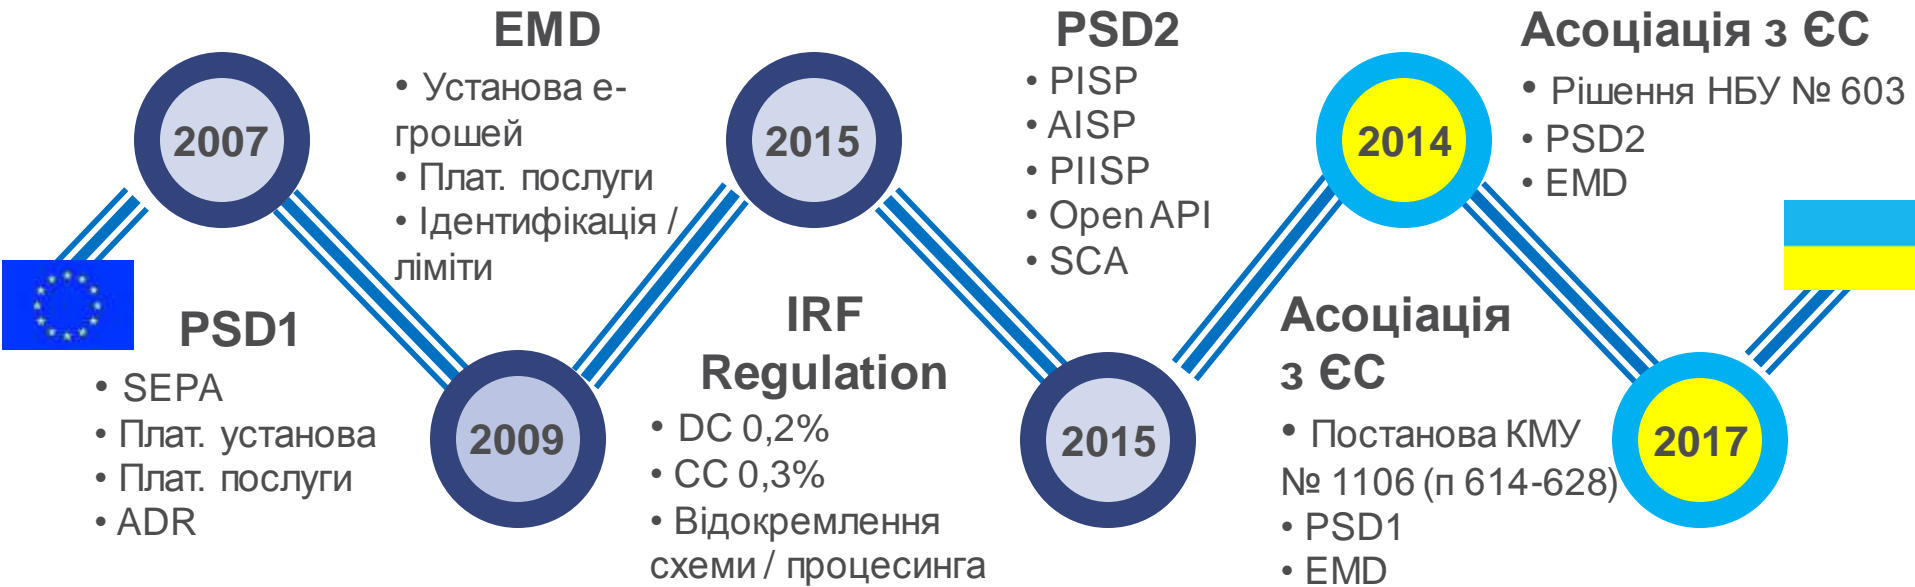 2007
PSD1
• SEPA
• Плат. установа
• Плат. послуги
• ADR
EMD
• Установа е-
грошей
• Плат. послуги
• Ідентифікація /
ліміти
2009
2015
IRF
Regulation
• DC 0,2%
• CC 0,3%
• Відокремлення
схеми / процесинга
PSD2
• PISP
• AISP
• PIISP
• Open API
• SCA
2015
2014
Асоціація
з ЄС
• Постанова КМУ
№ 1106 (п 614-628)
• PSD1
• EMD
Асоціація з ЄС
• Рішення НБУ № 603
• PSD2
• EMD
2017